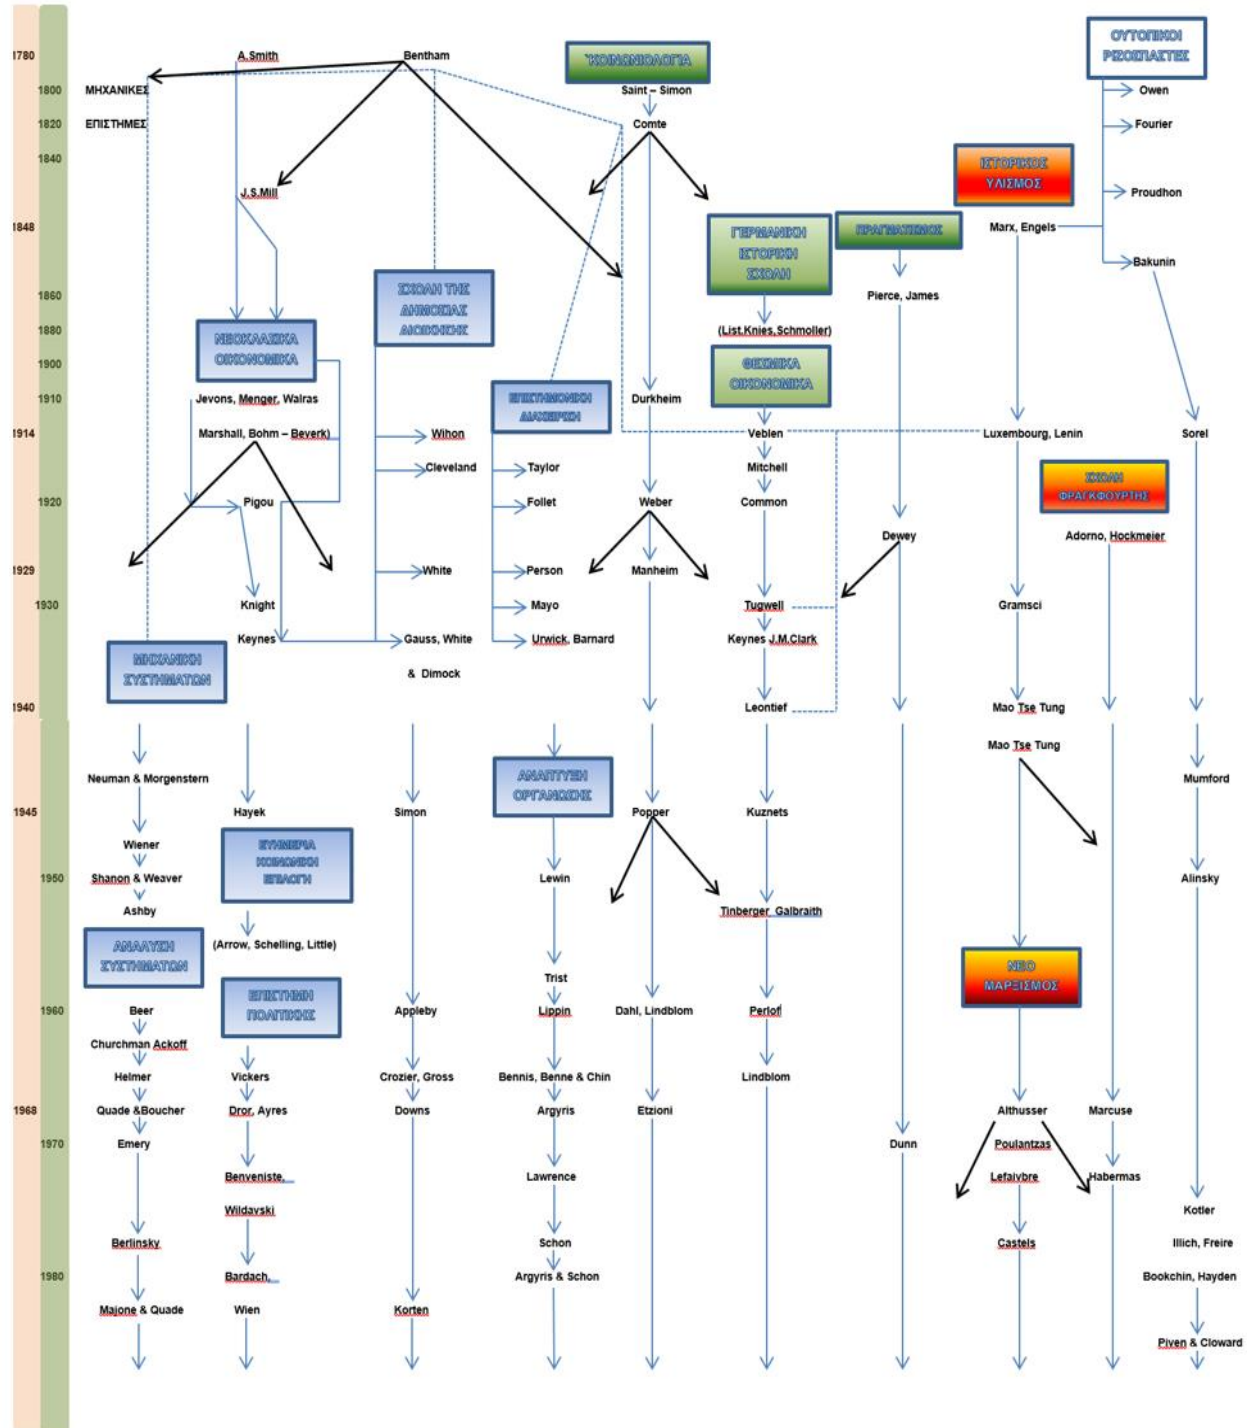 ΟΥΤΟΠΙΚΟΙ
ΡΙΖΟΣΠΑΣΤΕΣ
1780
A.Smith
Bentham
ΚΟΙΝΩΝΙΟΛΟΓΙΑ
1800
ΜΗΧΑΝΙΚΕΣ
Saint – Simon
Owen
1820
ΕΠΙΣΤΗΜΕΣ
Comte
Fourier
1840
ΙΣΤΟΡΙΚΟΣ
ΥΛΙΣΜΟΣ
J.S.Mill
Proudhon
1848
ΓΕΡΜΑΝΙΚΗ
ΙΣΤΟΡΙΚΗ
ΣΧΟΛΗ
ΠΡΑΓΜΑΤΙΣΜΟΣ
Marx, Engels
Bakunin
1860
ΣΧΟΛΗ ΤΗΣ
ΔΗΜΟΣΙΑΣ
ΔΙΟΙΚΗΣΗΣ
Pierce, James
1880
ΝΕΟΚΛΑΣΙΚΑ
ΟΙΚΟΝΟΜΙΚΑ
(List,Knies,Schmoller)
1900
ΘΕΣΜΙΚΑ
ΟΙΚΟΝΟΜΙΚΑ
1910
Jevons, Menger, Walras
ΕΠΙΣΤΗΜΟΝΙΚΗ
ΔΙΑΧΕΙΡΙΣΗ
Durkheim
1914
Marshall, Bohm – Beverk)
Wihon
Veblen
Luxembourg, Lenin
Sorel
Cleveland
Taylor
Mitchell
ΣΧΟΛΗ
ΦΡΑΓΚΦΟΥΡΤΗΣ
1920
Pigou
Follet
Weber
Common
Dewey
Adorno, Hockmeier
1929
White
Person
Manheim
1930
Knight
Mayo
Tugwell
Gramsci
Keynes
Gauss, White
Urwick, Barnard
Keynes J.M.Clark
ΜΗΧΑΝΙΚΗ
ΣΥΣΤΗΜΑΤΩΝ
& Dimock
1940
Leontief
Mao Tse Tung
Mao Tse Tung
Neuman & Morgenstern
ΑΝΑΠΤΥΞΗ
ΟΡΓΑΝΩΣΗΣ
Mumford
1945
Hayek
Simon
Popper
Kuznets
Wiener
ΕΥΗΜΕΡΙΑ
ΚΟΙΝΩΝΙΚΗ
ΕΠΙΛΟΓΗ
1950
Shanon & Weaver
Lewin
Alinsky
Ashby
Tinberger, Galbraith
ΑΝΑΛΥΣΗ
ΣΥΣΤΗΜΑΤΩΝ
(Arrow, Schelling, Little)
ΝΕΟ
ΜΑΡΞΙΣΜΟΣ
Trist
ΕΠΙΣΤΗΜΗ
ΠΟΛΙΤΙΚΗΣ
1960
Beer
Appleby
Lippin
Dahl, Lindblom
Perlof
Churchman Ackoff
Helmer
Vickers
Crozier, Gross
Bennis, Benne & Chin
Lindblom
1968
Quade &Boucher
Dror, Ayres
Downs
Argyris
Etzioni
Althusser
Marcuse
1970
Emery
Dunn
Poulantzas
Benveniste,
Lawrence
Lefaivbre
Habermas
Wildavski
Kotler
Berlinsky
Schon
Castels
Illich, Freire
1980
Bardach,
Argyris & Schon
Bookchin, Hayden
Majone & Quade
Wien
Korten
Piven & Cloward